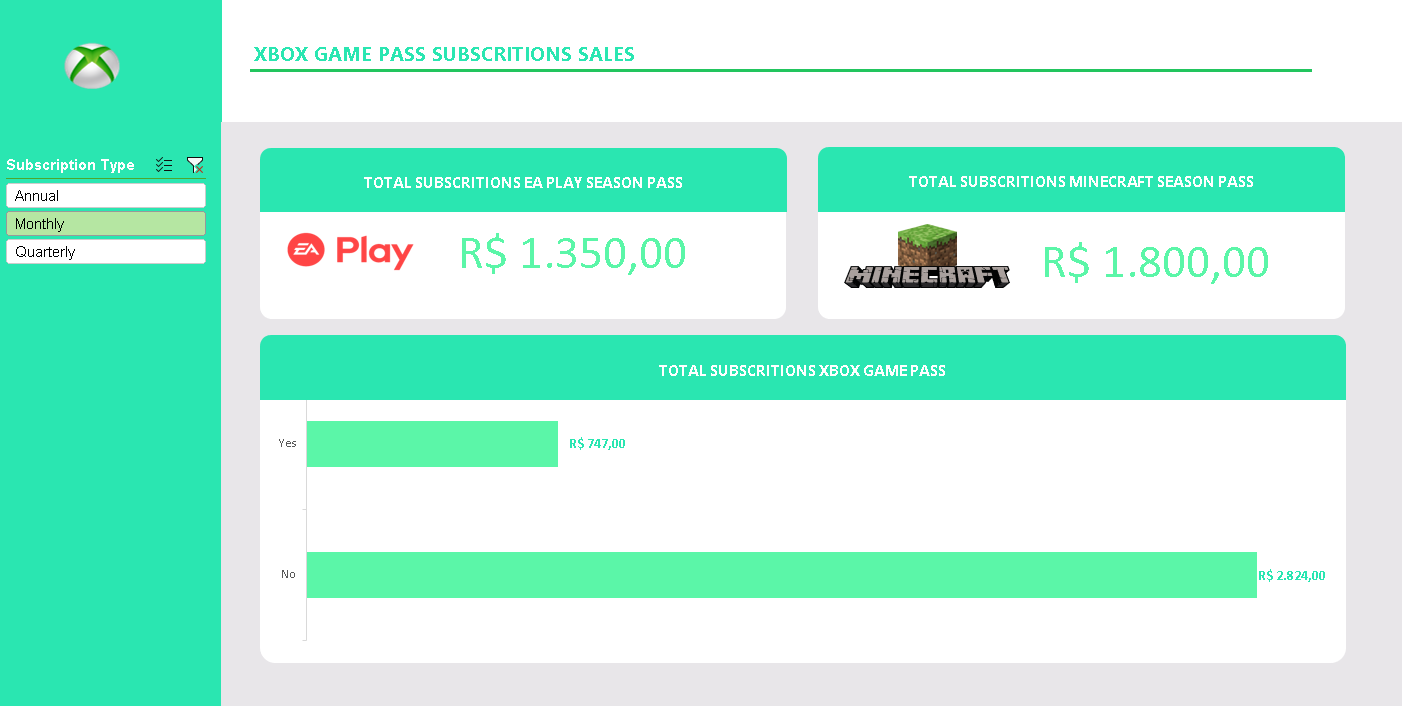 XBOX GAME PASS SUBSCRITIONS SALES
Subscription Type
Annual
Monthly
Quarterly
TOTAL SUBSCRITIONS EA PLAY SEASON PASS
EA Play
R$ 1.350,00
TOTAL SUBSCRITIONS MINECRAFT SEASON PASS
MINECRAFT
R$ 1.800,00
TOTAL SUBSCRITIONS XBOX GAME PASS
Yes
R$ 747,00
No
R$ 2.824,00